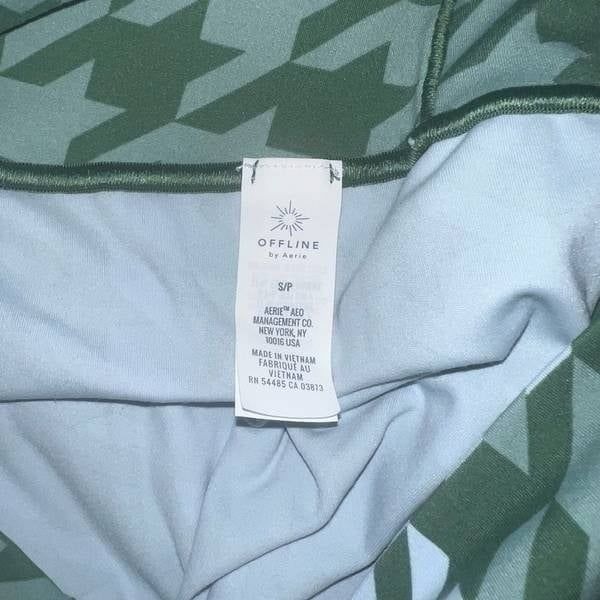 OFFLINE
by Aerie
S/P
AERIE™ AEO
MANAGEMENT CO.
NEW YORK, NY
10016 USA
MADE IN VIETNAM
FABRIQUÉ AU
VIETNAM
RN 54485 CA 03813